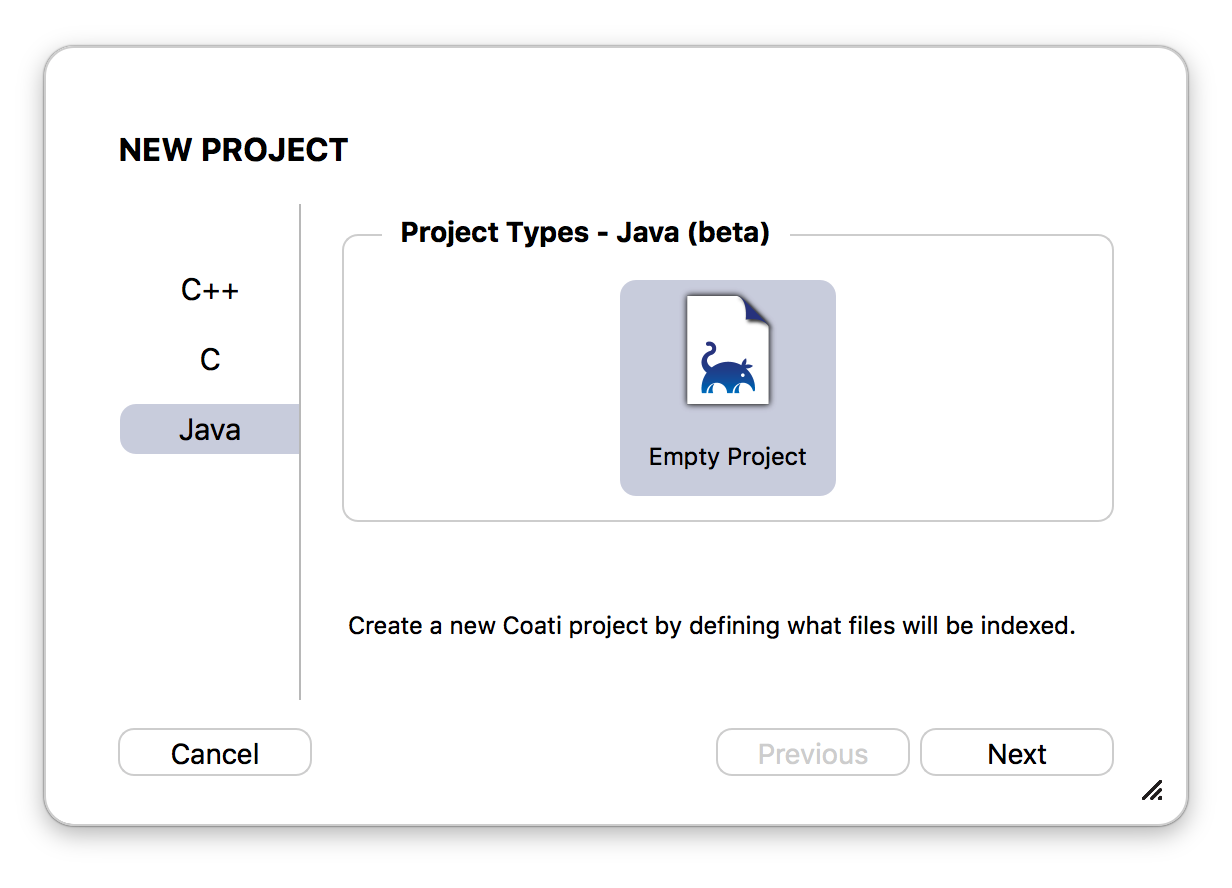 NEW PROJECT
C++
C
Java
Project Types - Java (beta)
Empty Project
Create a new Coati project by defining what files will be indexed.
Cancel
Previous
Next